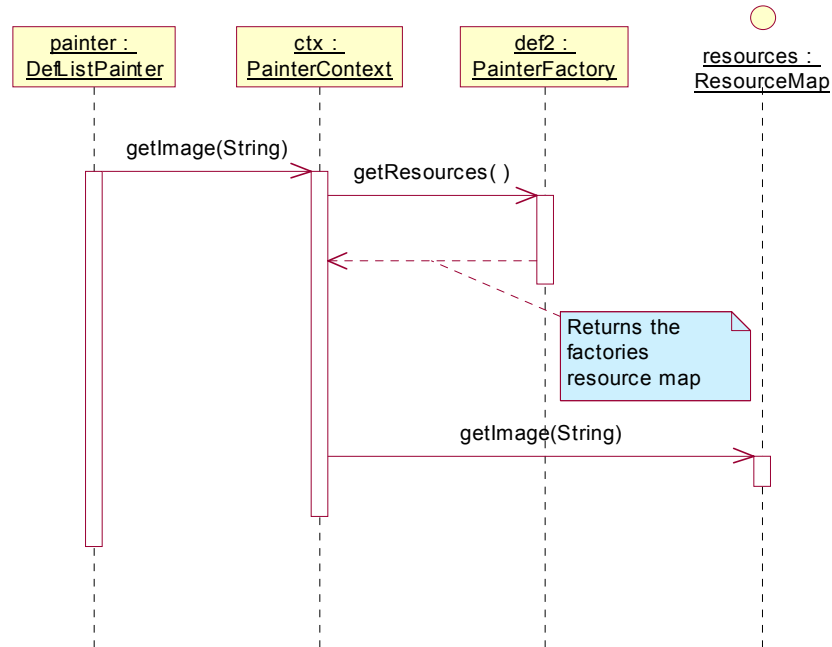 painter :
DefListPainter
ctx :
PainterContext
def2 :
PainterFactory
resources :
ResourceMap
getImage(String)
getResources( )
Returns the
factories
resource map
getImage(String)